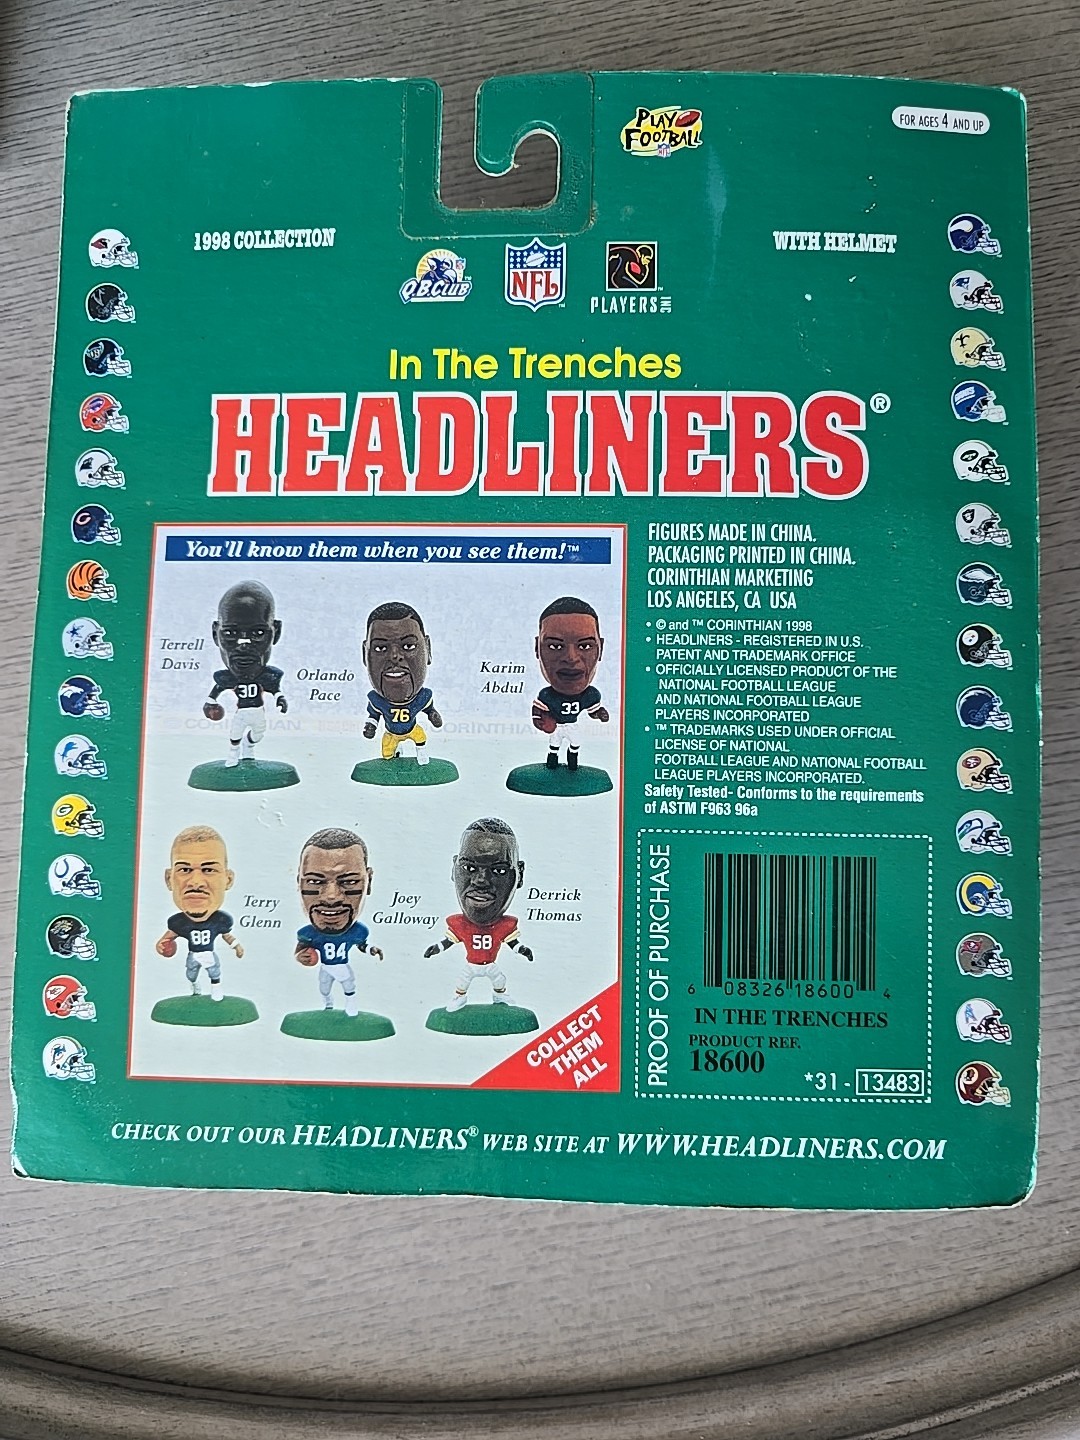 PLAY
FOOTBALL
NFL
FOR AGES 4 AND UP
1998 COLLECTION
WITH HELMET
Q.B. CLUB™
NFL™
PLAYERS INC™
In The Trenches
HEADLINERS®
You'll know them when you see them!™
Terrell
Davis
30
Orlando
Pace
76
Karim
Abdul
33
Terry
Glenn
88
Joey
Galloway
84
Derrick
Thomas
58
COLLECT
THEM
ALL
FIGURES MADE IN CHINA.
PACKAGING PRINTED IN CHINA.
CORINTHIAN MARKETING
LOS ANGELES, CA USA
• © and ™ CORINTHIAN 1998
• HEADLINERS - REGISTERED IN U.S.
PATENT AND TRADEMARK OFFICE
• OFFICIALLY LICENSED PRODUCT OF THE
NATIONAL FOOTBALL LEAGUE
AND NATIONAL FOOTBALL LEAGUE
PLAYERS INCORPORATED
• ™ TRADEMARKS USED UNDER OFFICIAL
LICENSE OF NATIONAL
FOOTBALL LEAGUE AND NATIONAL FOOTBALL
LEAGUE PLAYERS INCORPORATED.
Safety Tested- Conforms to the requirements
of ASTM F963 96a
PROOF OF PURCHASE
6 08326 18600 4
IN THE TRENCHES
PRODUCT REF.
18600
*31 - 13483
CHECK OUT OUR HEADLINERS® WEB SITE AT WWW.HEADLINERS.COM